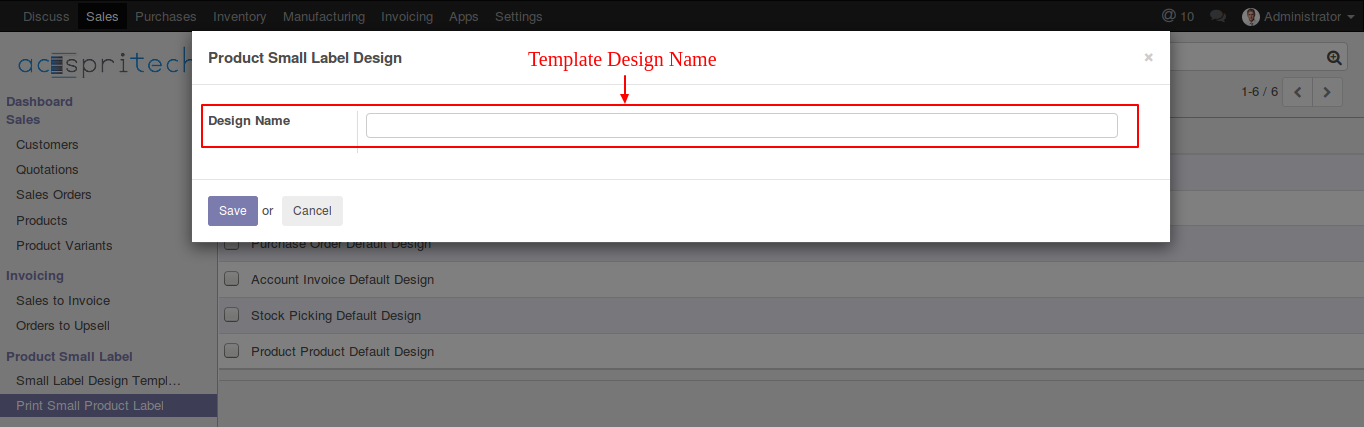 Discuss Sales Purchases Inventory Manufacturing Invoicing Apps Settings @ 10 Administrator
acespritech
Product Small Label Design
Template Design Name
×
1-6 / 6
Dashboard
Sales
Design Name
Customers
Quotations
Sales Orders
Products
Product Variants
Save or Cancel
Purchase Order Default Design
Invoicing
Account Invoice Default Design
Sales to Invoice
Stock Picking Default Design
Orders to Upsell
Product Small Label
Product Product Default Design
Small Label Design Templ…
Print Small Product Label